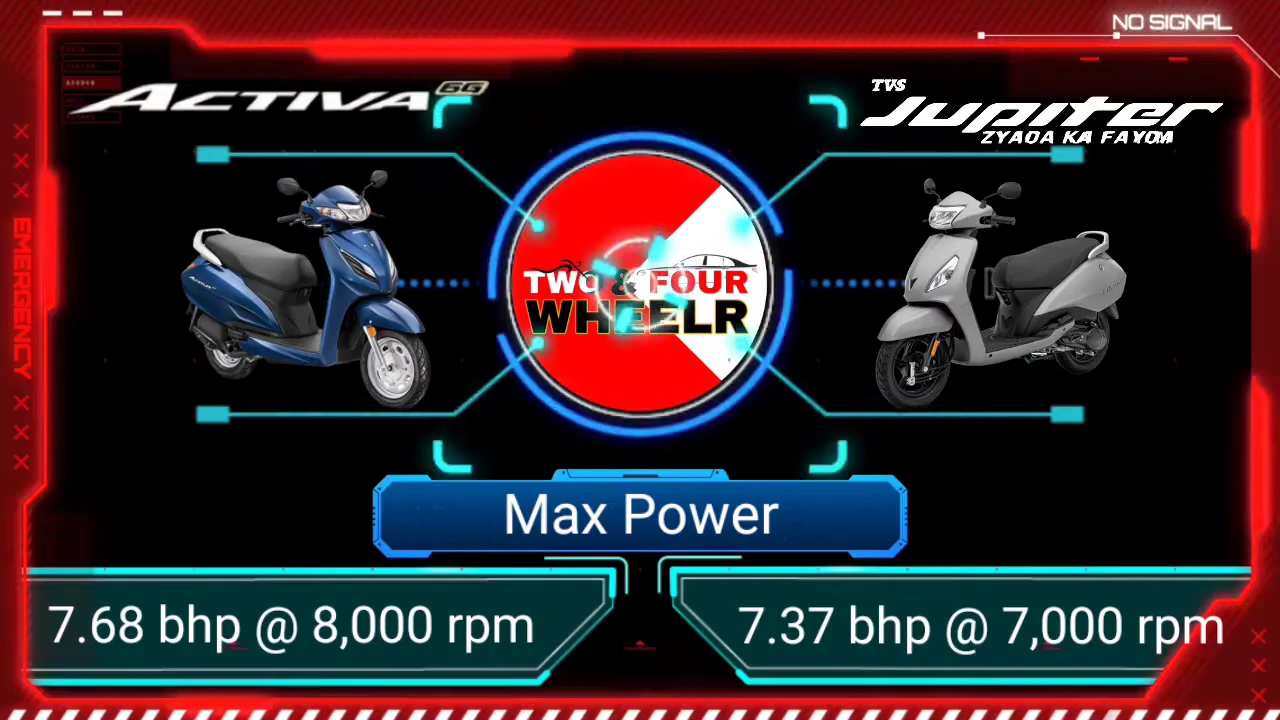 NO SIGNAL
ACTIVA 6G
TVS
Jupiter
ZYADA KA FAYDA
EMERGENCY
TWO & FOUR
WHEELR
Max Power
7.68 bhp @ 8,000 rpm
7.37 bhp @ 7,000 rpm